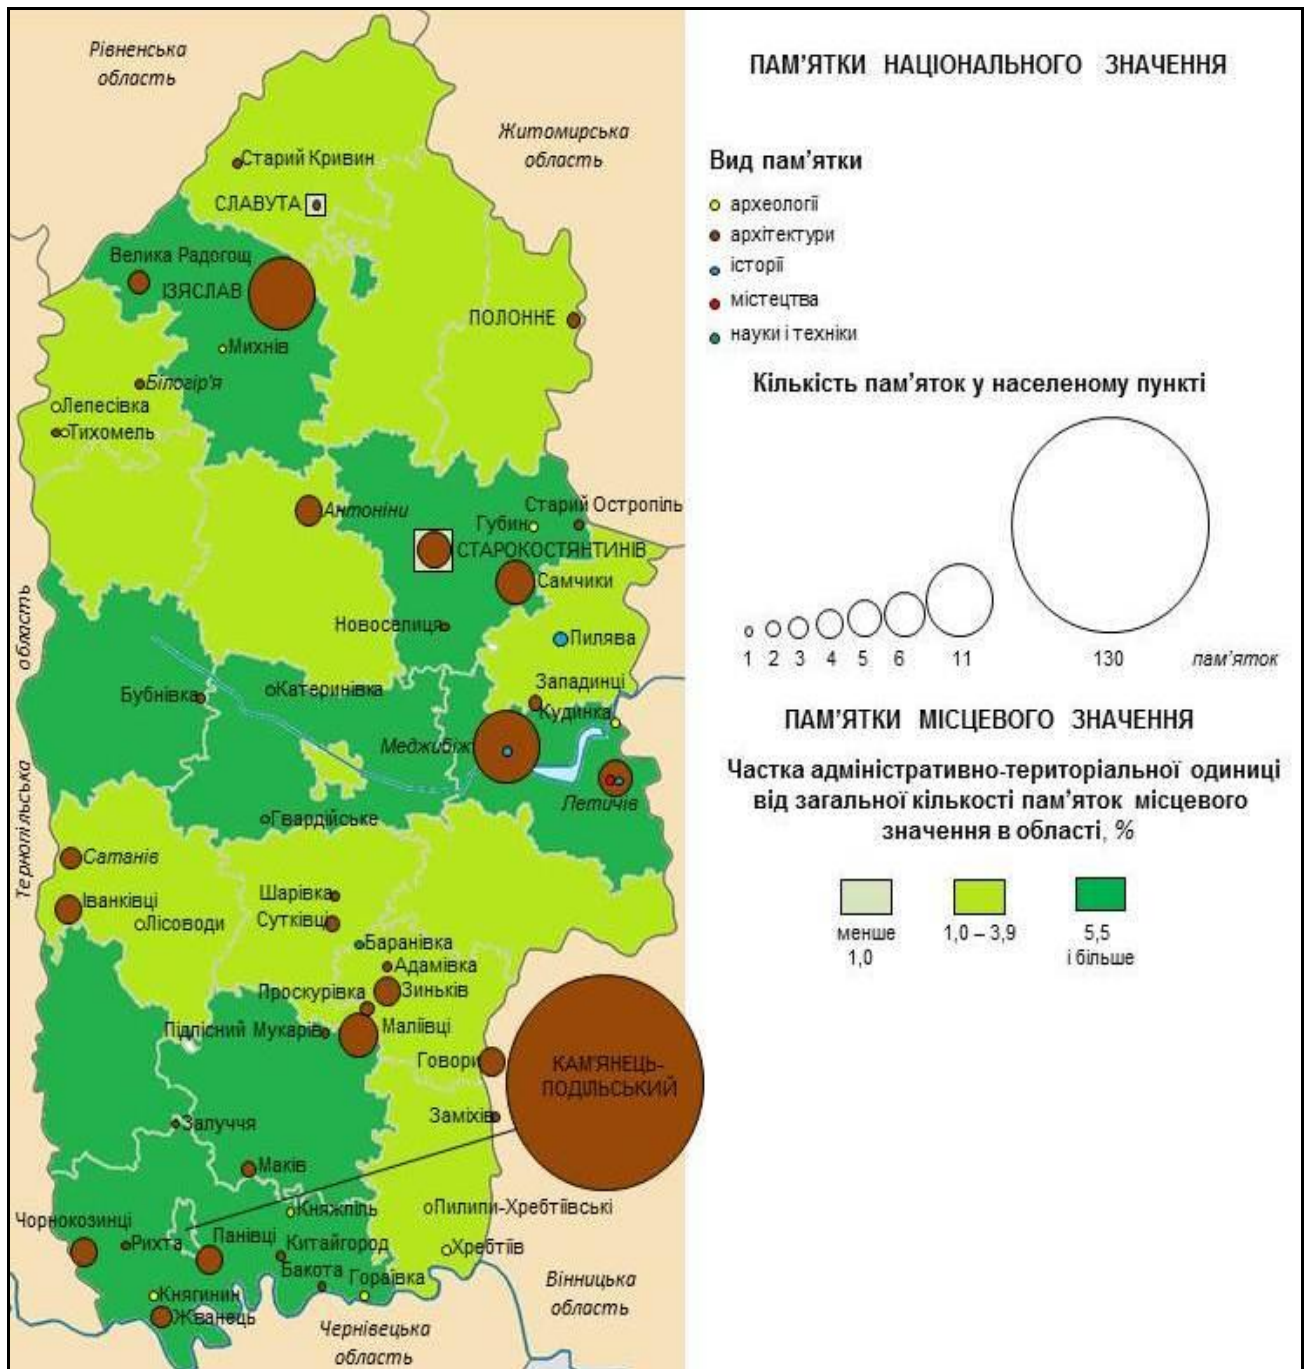 Рівненська
область
Житомирська
область
Старий Кривин
СЛАВУТА
Велика Радогощ
ІЗЯСЛАВ
ПОЛОННЕ
Михнів
Білогір'я
Лепесівка
Тихомель
Антоніни
Старий Остропіль
Губин
СТАРОКОСТЯНТИНІВ
Самчики
Новоселиця
Пилява
Западинці
Бубнівка
Катеринівка
Кудинка
Меджибіж
Летичів
Гвардійське
Тернопільська область
Сатанів
Іванківці
Лісоводи
Шарівка
Сутківці
Баранівка
Адамівка
Проскурівка
Зиньків
Підлісний Мукарів
Маліївці
Говори
КАМ'ЯНЕЦЬ-
ПОДІЛЬСЬКИЙ
Заміхів
Залуччя
Маків
Княжпіль
Пилипи-Хребтіївські
Чорнокозинці
Рихта
Панівці
Китайгород
Хребтіїв
Бакота
Гораївка
Княгинин
Жванець
Вінницька
область
Чернівецька
область
ПАМ’ЯТКИ НАЦІОНАЛЬНОГО ЗНАЧЕННЯ
Вид пам’ятки
археології
архітектури
історії
містецтва
науки і техніки
Кількість пам’яток у населеному пункті
1 2 3 4 5 6 11 130 пам’яток
ПАМ’ЯТКИ МІСЦЕВОГО ЗНАЧЕННЯ
Частка адміністративно-територіальної одиниці
від загальної кількості пам’яток місцевого
значення в області, %
менше
1,0
1,0 – 3,9
5,5
і більше